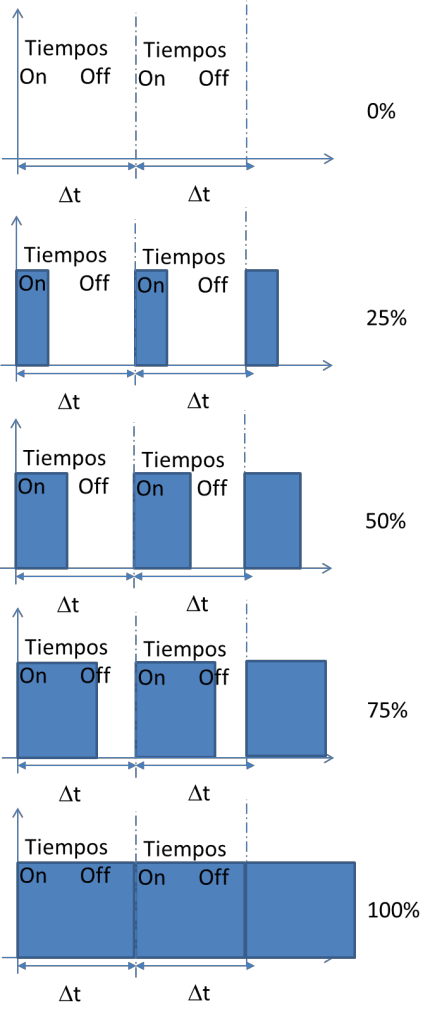 Tiempos Tiempos
On Off On Off
0%
Δt Δt
Tiempos Tiempos
On Off On Off
25%
Δt Δt
Tiempos Tiempos
On Off On Off
50%
Δt Δt
Tiempos Tiempos
On Off On Off
75%
Δt Δt
Tiempos Tiempos
On Off On Off
100%
Δt Δt